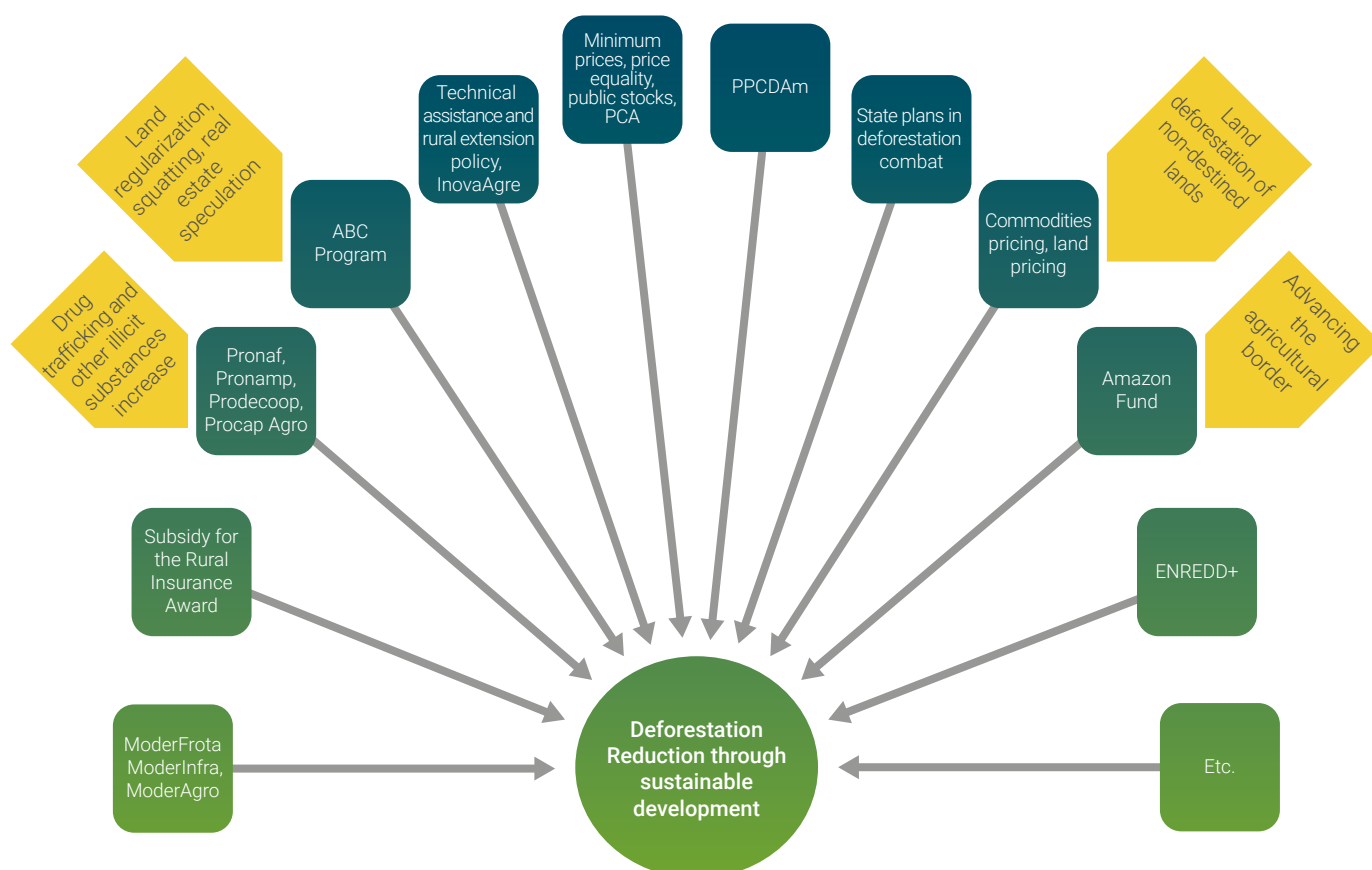 Minimum
prices, price
equality,
public stocks,
PCA
PPCDAm
Technical
assistance and
rural extension
policy,
InovaAgre
State plans in
deforestation
combat
Land
regularization,
squatting, real
estate
speculation
Land
deforestation of
non-destined
lands
ABC
Program
Commodities
pricing, land
pricing
Drug
trafficking and
other illicit
substances
increase
Pronaf,
Pronamp,
Prodecoop,
Procap Agro
Amazon
Fund
Advancing
the
agricultural
border
Subsidy for
the Rural
Insurance
Award
ENREDD+
ModerFrota
ModerInfra,
ModerAgro
Deforestation
Reduction through
sustainable
development
Etc.